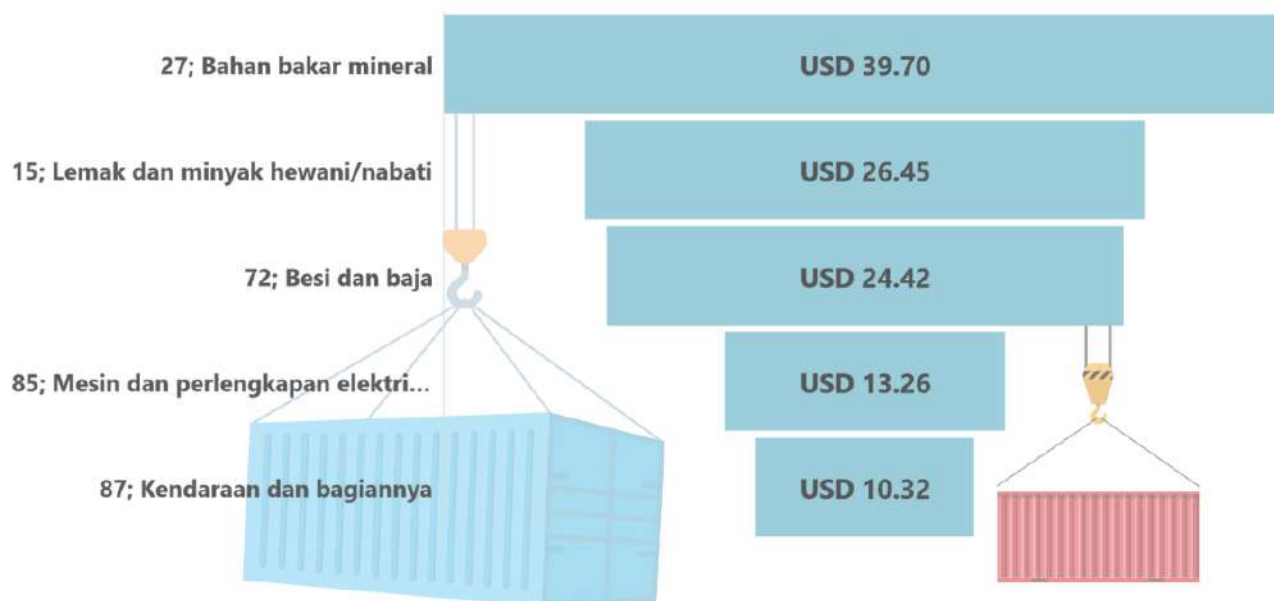 27; Bahan bakar mineral USD 39.70
15; Lemak dan minyak hewani/nabati USD 26.45
72; Besi dan baja USD 24.42
85; Mesin dan perlengkapan elektri... USD 13.26
87; Kendaraan dan bagiannya USD 10.32